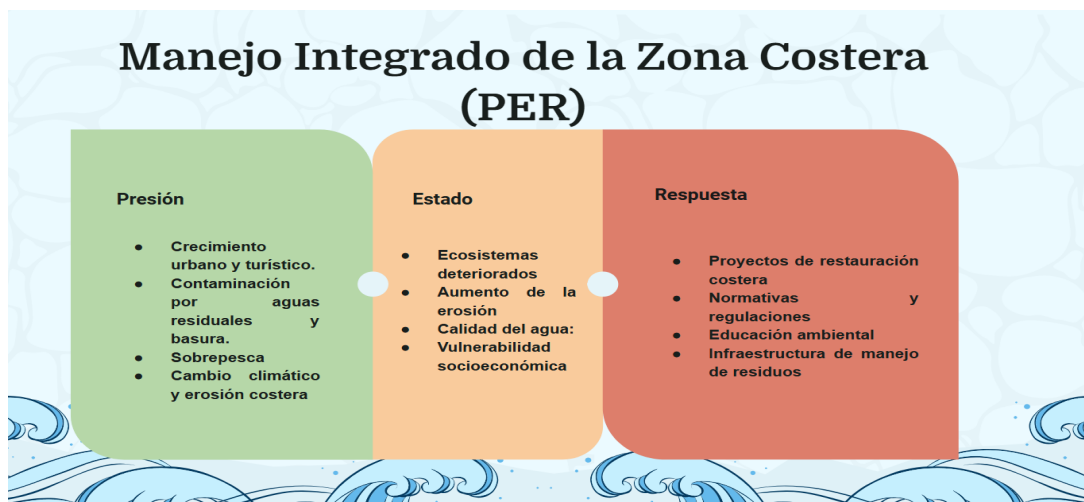 Manejo Integrado de la Zona Costera
(PER)
Presión
● Crecimiento
urbano y turístico.
● Contaminación
por aguas
residuales y
basura.
● Sobrepesca
● Cambio climático
y erosión costera
Estado
● Ecosistemas
deteriorados
● Aumento de la
erosión
● Calidad del agua:
● Vulnerabilidad
socioeconómica
Respuesta
● Proyectos de restauración
costera
● Normativas y
regulaciones
● Educación ambiental
● Infraestructura de manejo
de residuos